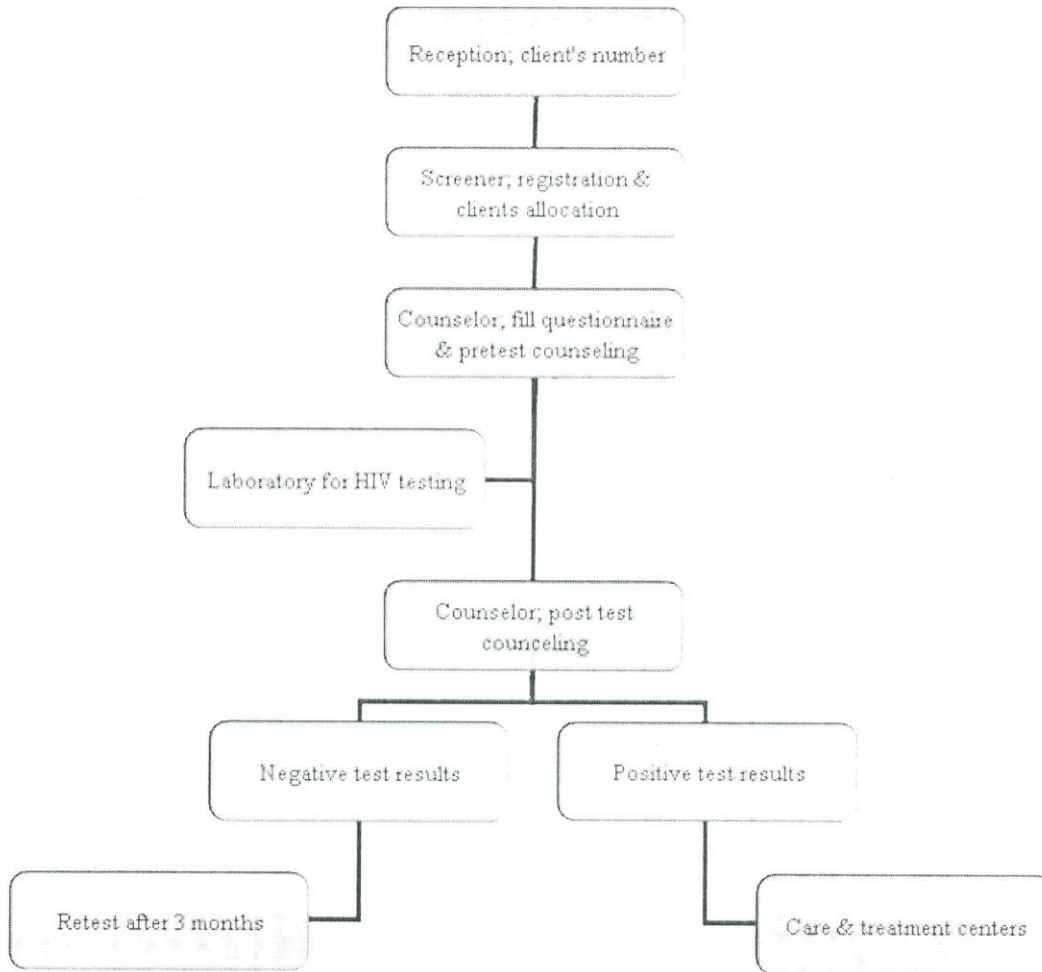 Reception; client's number
Screener; registration &
clients allocation
Counselor; fill questionnaire
& pretest counseling
Laboratory for HIV testing
Counselor; post test
counceling
Negative test results
Positive test results
Retest after 3 months
Care & treatment centers